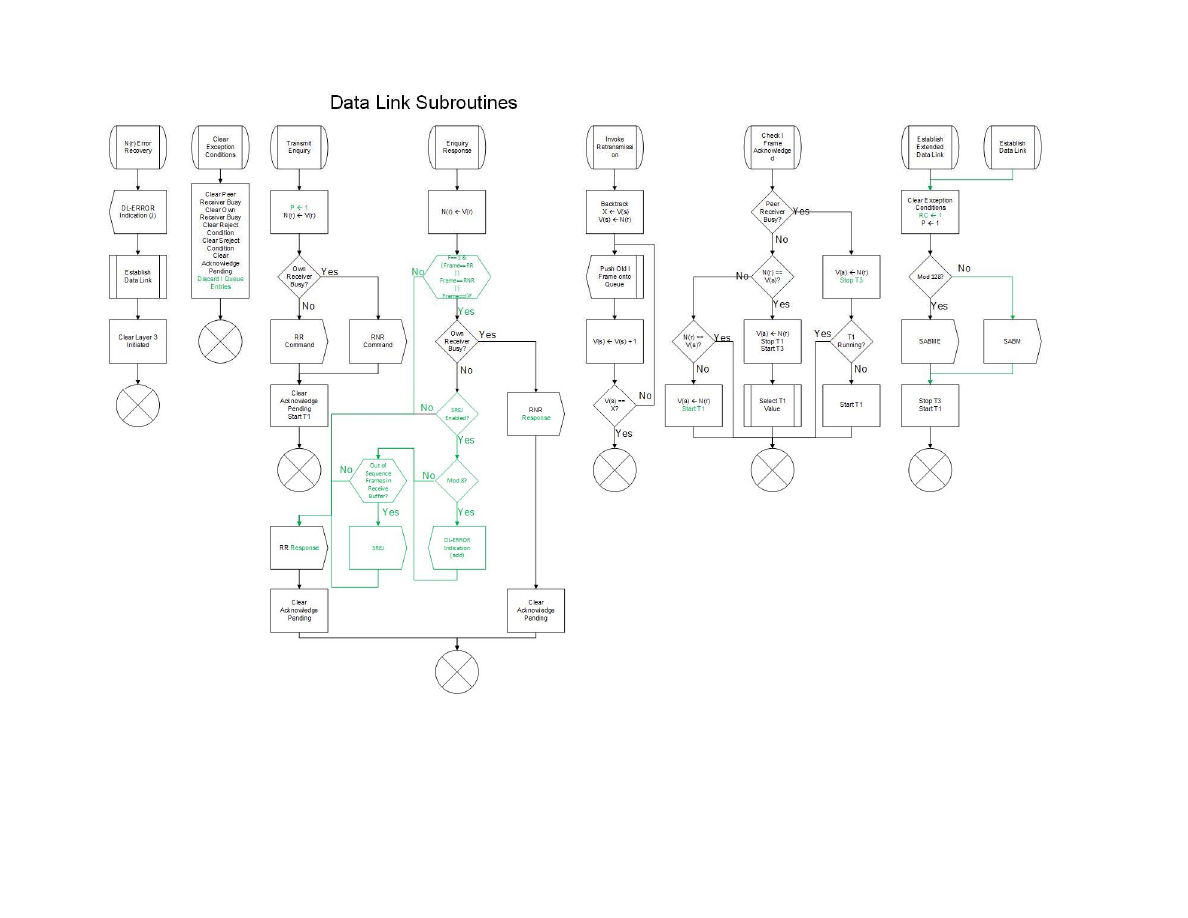 Data Link Subroutines
N(r) Error
Recovery
DL-ERROR
Indication (J)
Establish
Data Link
Clear Layer 3
Initiated
Clear
Exception
Conditions
Clear Peer
Receiver Busy
Clear Own
Receiver Busy
Clear Reject
Condition
Clear Sreject
Condition
Clear
Acknowledge
Pending
Discard I Queue
Entries
Transmit
Enquiry
P ← 1
N(r) ← V(r)
Own
Receiver
Busy?
Yes
No
RR
Command
RNR
Command
Clear
Acknowledge
Pending
Start T1
Enquiry
Response
N(r) ← V(r)
F==1 &
(Frame==RR
||
Frame==RNR
||
Frame==I)?
No
Yes
Own
Receiver
Busy?
Yes
No
SREJ
Enabled?
No
Yes
RNR
Response
Mod 8?
No
Yes
Out of
Sequence
Frames in
Receive
Buffer?
No
Yes
RR Response
SREJ
DL-ERROR
Indication
Clear
Acknowledge
Pending
Clear
Acknowledge
Pending
Invoke
Retransmissi
on
Backtrack
X ← V(s)
V(s) ← N(r)
Push Old I
Frame onto
Queue
V(s) ← V(s) + 1
V(s) ==
X?
No
Yes
Check I
Frame
Acknowledge
d
Peer
Receiver
Busy?
Yes
No
N(r) ==
V(s)?
No
Yes
V(a) ← N(r)
Stop T3
N(r) ==
V(a)?
Yes
No
V(a) ← N(r)
Stop T1
Start T3
T1
Running?
Yes
No
V(a) ← N(r)
Start T1
Select T1
Value
Start T1
Establish
Extended
Data Link
Establish
Data Link
Clear Exception
Conditions
RC ← 1
P ← 1
Mod 128?
No
Yes
SABME
SABM
Stop T3
Start T1